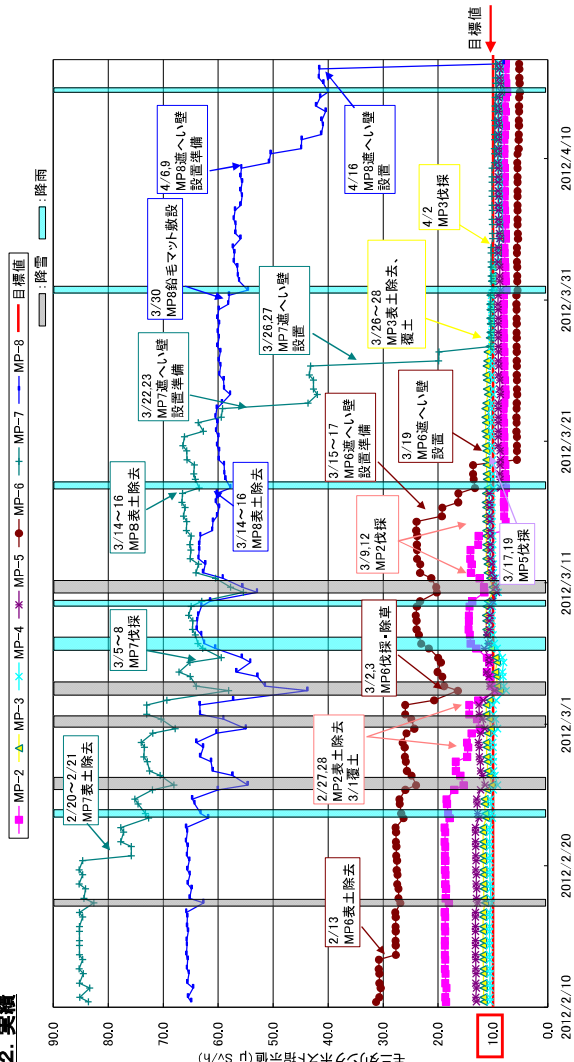 2. 実績
MP-2 MP-3 MP-4 MP-5 MP-6 MP-7 MP-8 目標値
:降雪 :降雨
モニタリングポスト指示値(μSv/h)
90.0
80.0
70.0
60.0
50.0
40.0
30.0
20.0
10.0
0.0
2012/2/10
2012/2/20
2012/3/1
2012/3/11
2012/3/21
2012/3/31
2012/4/10
目標値
2/20~2/21
MP7表土除去
2/13
MP6表土除去
2/27,28
MP2表土除去
3/1覆土
3/2,3
MP6伐採・除草
3/5~8
MP7伐採
3/9,12
MP2伐採
3/14~16
MP8表土除去
3/14~16
MP8表土除去
3/15~17
MP6遮へい壁
設置準備
3/17,19
MP5伐採
3/19
MP6遮へい壁
設置
3/22,23
MP7遮へい壁
設置準備
3/26,27
MP7遮へい壁
設置
3/26~28
MP3表土除去、
覆土
3/30
MP8鉛毛マット敷設
4/2
MP3伐採
4/6,9
MP8遮へい壁
設置準備
4/16
MP8遮へい壁
設置